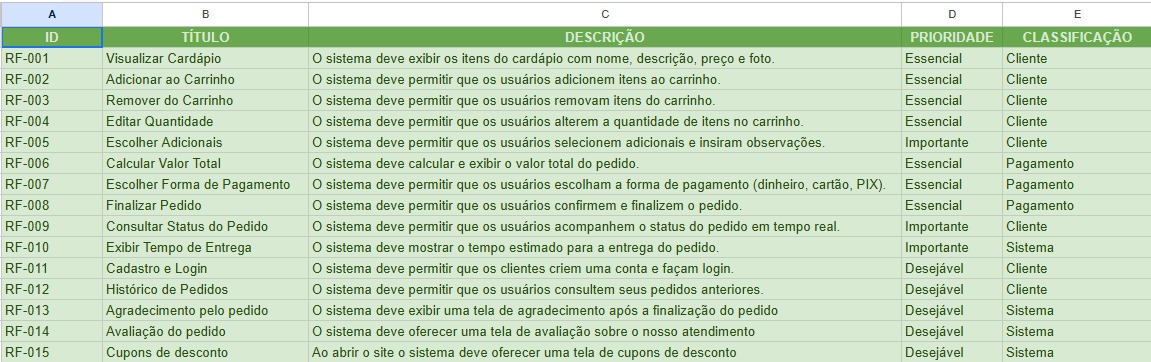 A B C D E
ID TÍTULO DESCRIÇÃO PRIORIDADE CLASSIFICAÇÃO
RF-001 Visualizar Cardápio O sistema deve exibir os itens do cardápio com nome, descrição, preço e foto. Essencial Cliente
RF-002 Adicionar ao Carrinho O sistema deve permitir que os usuários adicionem itens ao carrinho. Essencial Cliente
RF-003 Remover do Carrinho O sistema deve permitir que os usuários removam itens do carrinho. Essencial Cliente
RF-004 Editar Quantidade O sistema deve permitir que os usuários alterem a quantidade de itens no carrinho. Essencial Cliente
RF-005 Escolher Adicionais O sistema deve permitir que os usuários selecionem adicionais e insiram observações. Importante Cliente
RF-006 Calcular Valor Total O sistema deve calcular e exibir o valor total do pedido. Essencial Pagamento
RF-007 Escolher Forma de Pagamento O sistema deve permitir que os usuários escolham a forma de pagamento (dinheiro, cartão, PIX). Essencial Pagamento
RF-008 Finalizar Pedido O sistema deve permitir que os usuários confirmem e finalizem o pedido. Essencial Pagamento
RF-009 Consultar Status do Pedido O sistema deve permitir que os usuários acompanhem o status do pedido em tempo real. Importante Cliente
RF-010 Exibir Tempo de Entrega O sistema deve mostrar o tempo estimado para a entrega do pedido. Importante Sistema
RF-011 Cadastro e Login O sistema deve permitir que os clientes criem uma conta e façam login. Desejável Cliente
RF-012 Histórico de Pedidos O sistema deve permitir que os usuários consultem seus pedidos anteriores. Desejável Cliente
RF-013 Agradecimento pelo pedido O sistema deve exibir uma tela de agradecimento após a finalização do pedido Desejável Sistema
RF-014 Avaliação do pedido O sistema deve oferecer uma tela de avaliação sobre o nosso atendimento Desejável Sistema
RF-015 Cupons de desconto Ao abrir o site o sistema deve oferecer uma tela de cupons de desconto Desejável Sistema